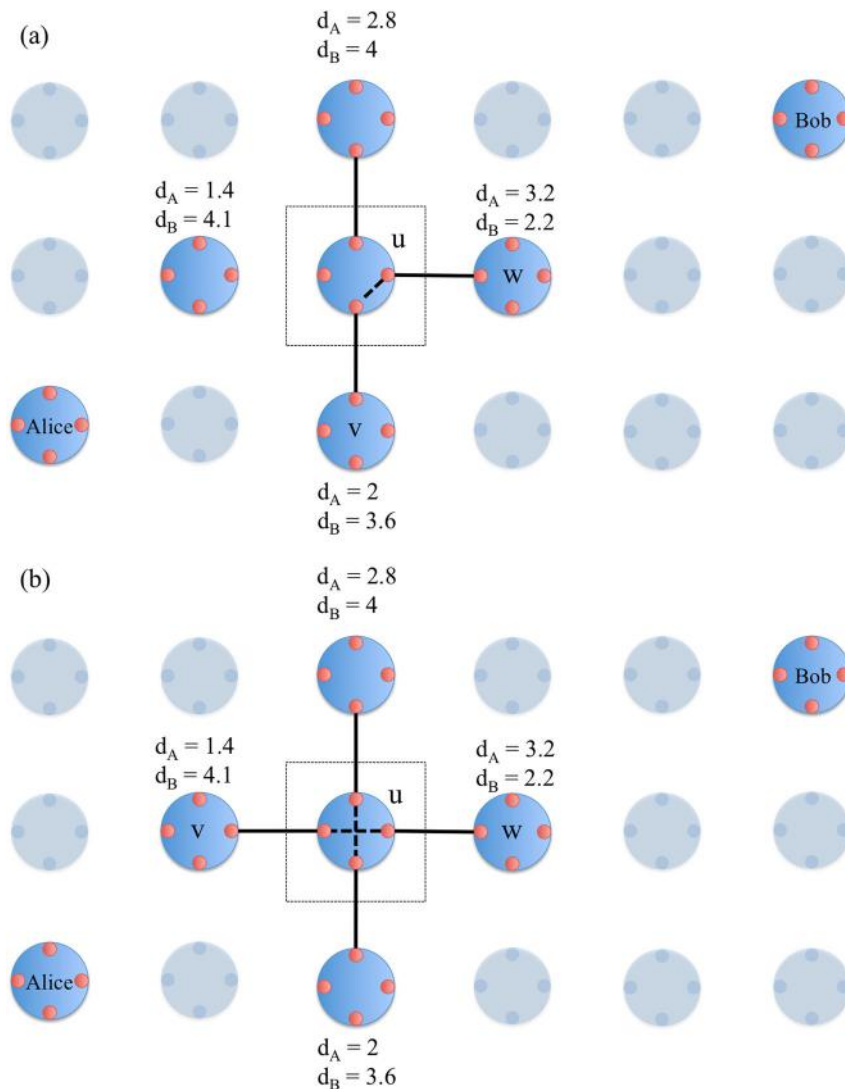 (a)
d_A = 2.8
d_B = 4
Bob
d_A = 1.4
d_B = 4.1
u
d_A = 3.2
d_B = 2.2
w
Alice
v
d_A = 2
d_B = 3.6
(b)
d_A = 2.8
d_B = 4
Bob
d_A = 1.4
d_B = 4.1
u
d_A = 3.2
d_B = 2.2
v
w
Alice
d_A = 2
d_B = 3.6